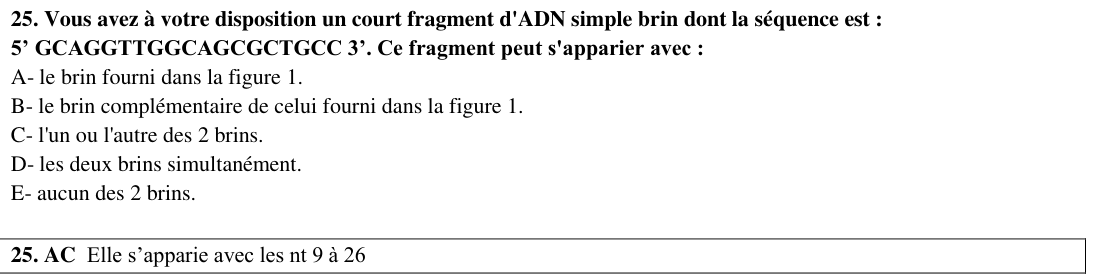 25. Vous avez à votre disposition un court fragment d'ADN simple brin dont la séquence est :
5’ GCAGGTTGGCAGCGCTGCC 3’. Ce fragment peut s'apparier avec :
A- le brin fourni dans la figure 1.
B- le brin complémentaire de celui fourni dans la figure 1.
C- l'un ou l'autre des 2 brins.
D- les deux brins simultanément.
E- aucun des 2 brins.
25. AC Elle s’apparie avec les nt 9 à 26